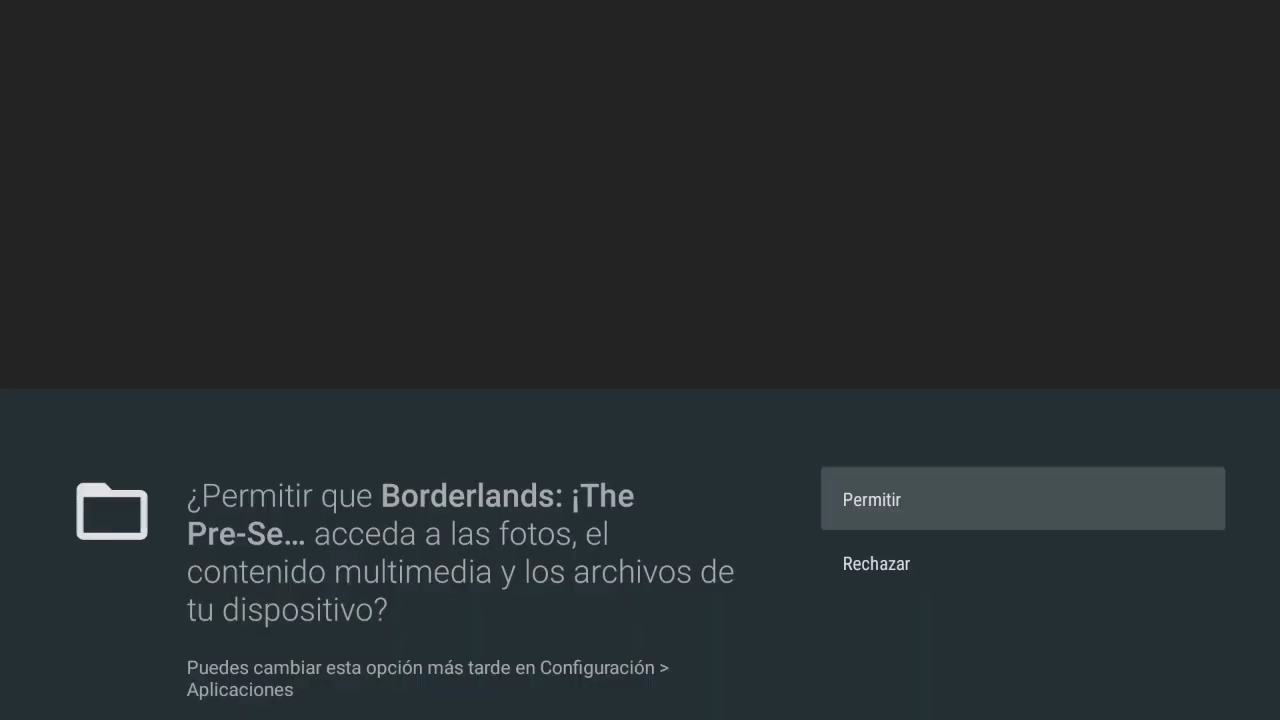 ¿Permitir que Borderlands: ¡The
Pre-Se... acceda a las fotos, el
contenido multimedia y los archivos de
tu dispositivo?
Puedes cambiar esta opción más tarde en Configuración >
Aplicaciones
Permitir
Rechazar